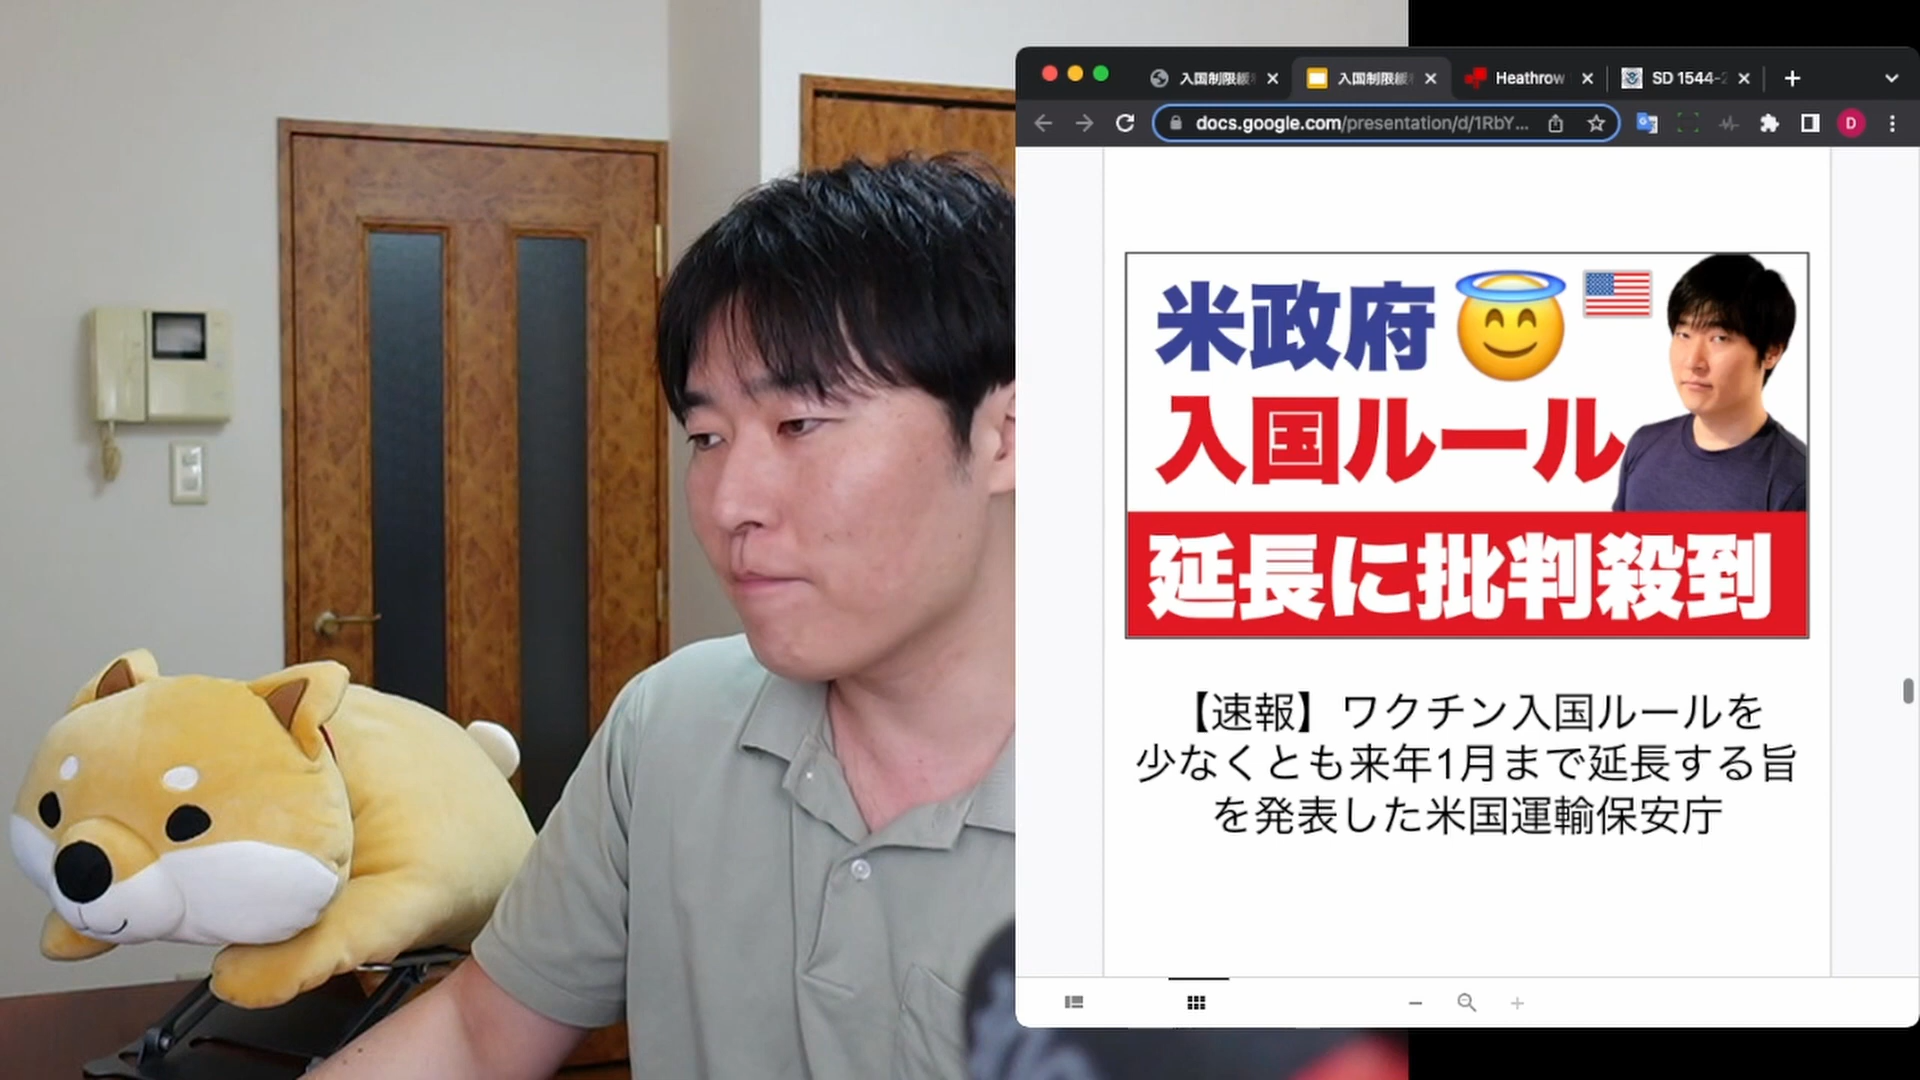 入国制限緩
入国制限緩
Heathrow
SD 1544-2
docs.google.com/presentation/d/1RbY...
D
米政府
入国ルール
延長に批判殺到
【速報】ワクチン入国ルールを
少なくとも来年1月まで延長する旨
を発表した米国運輸保安庁